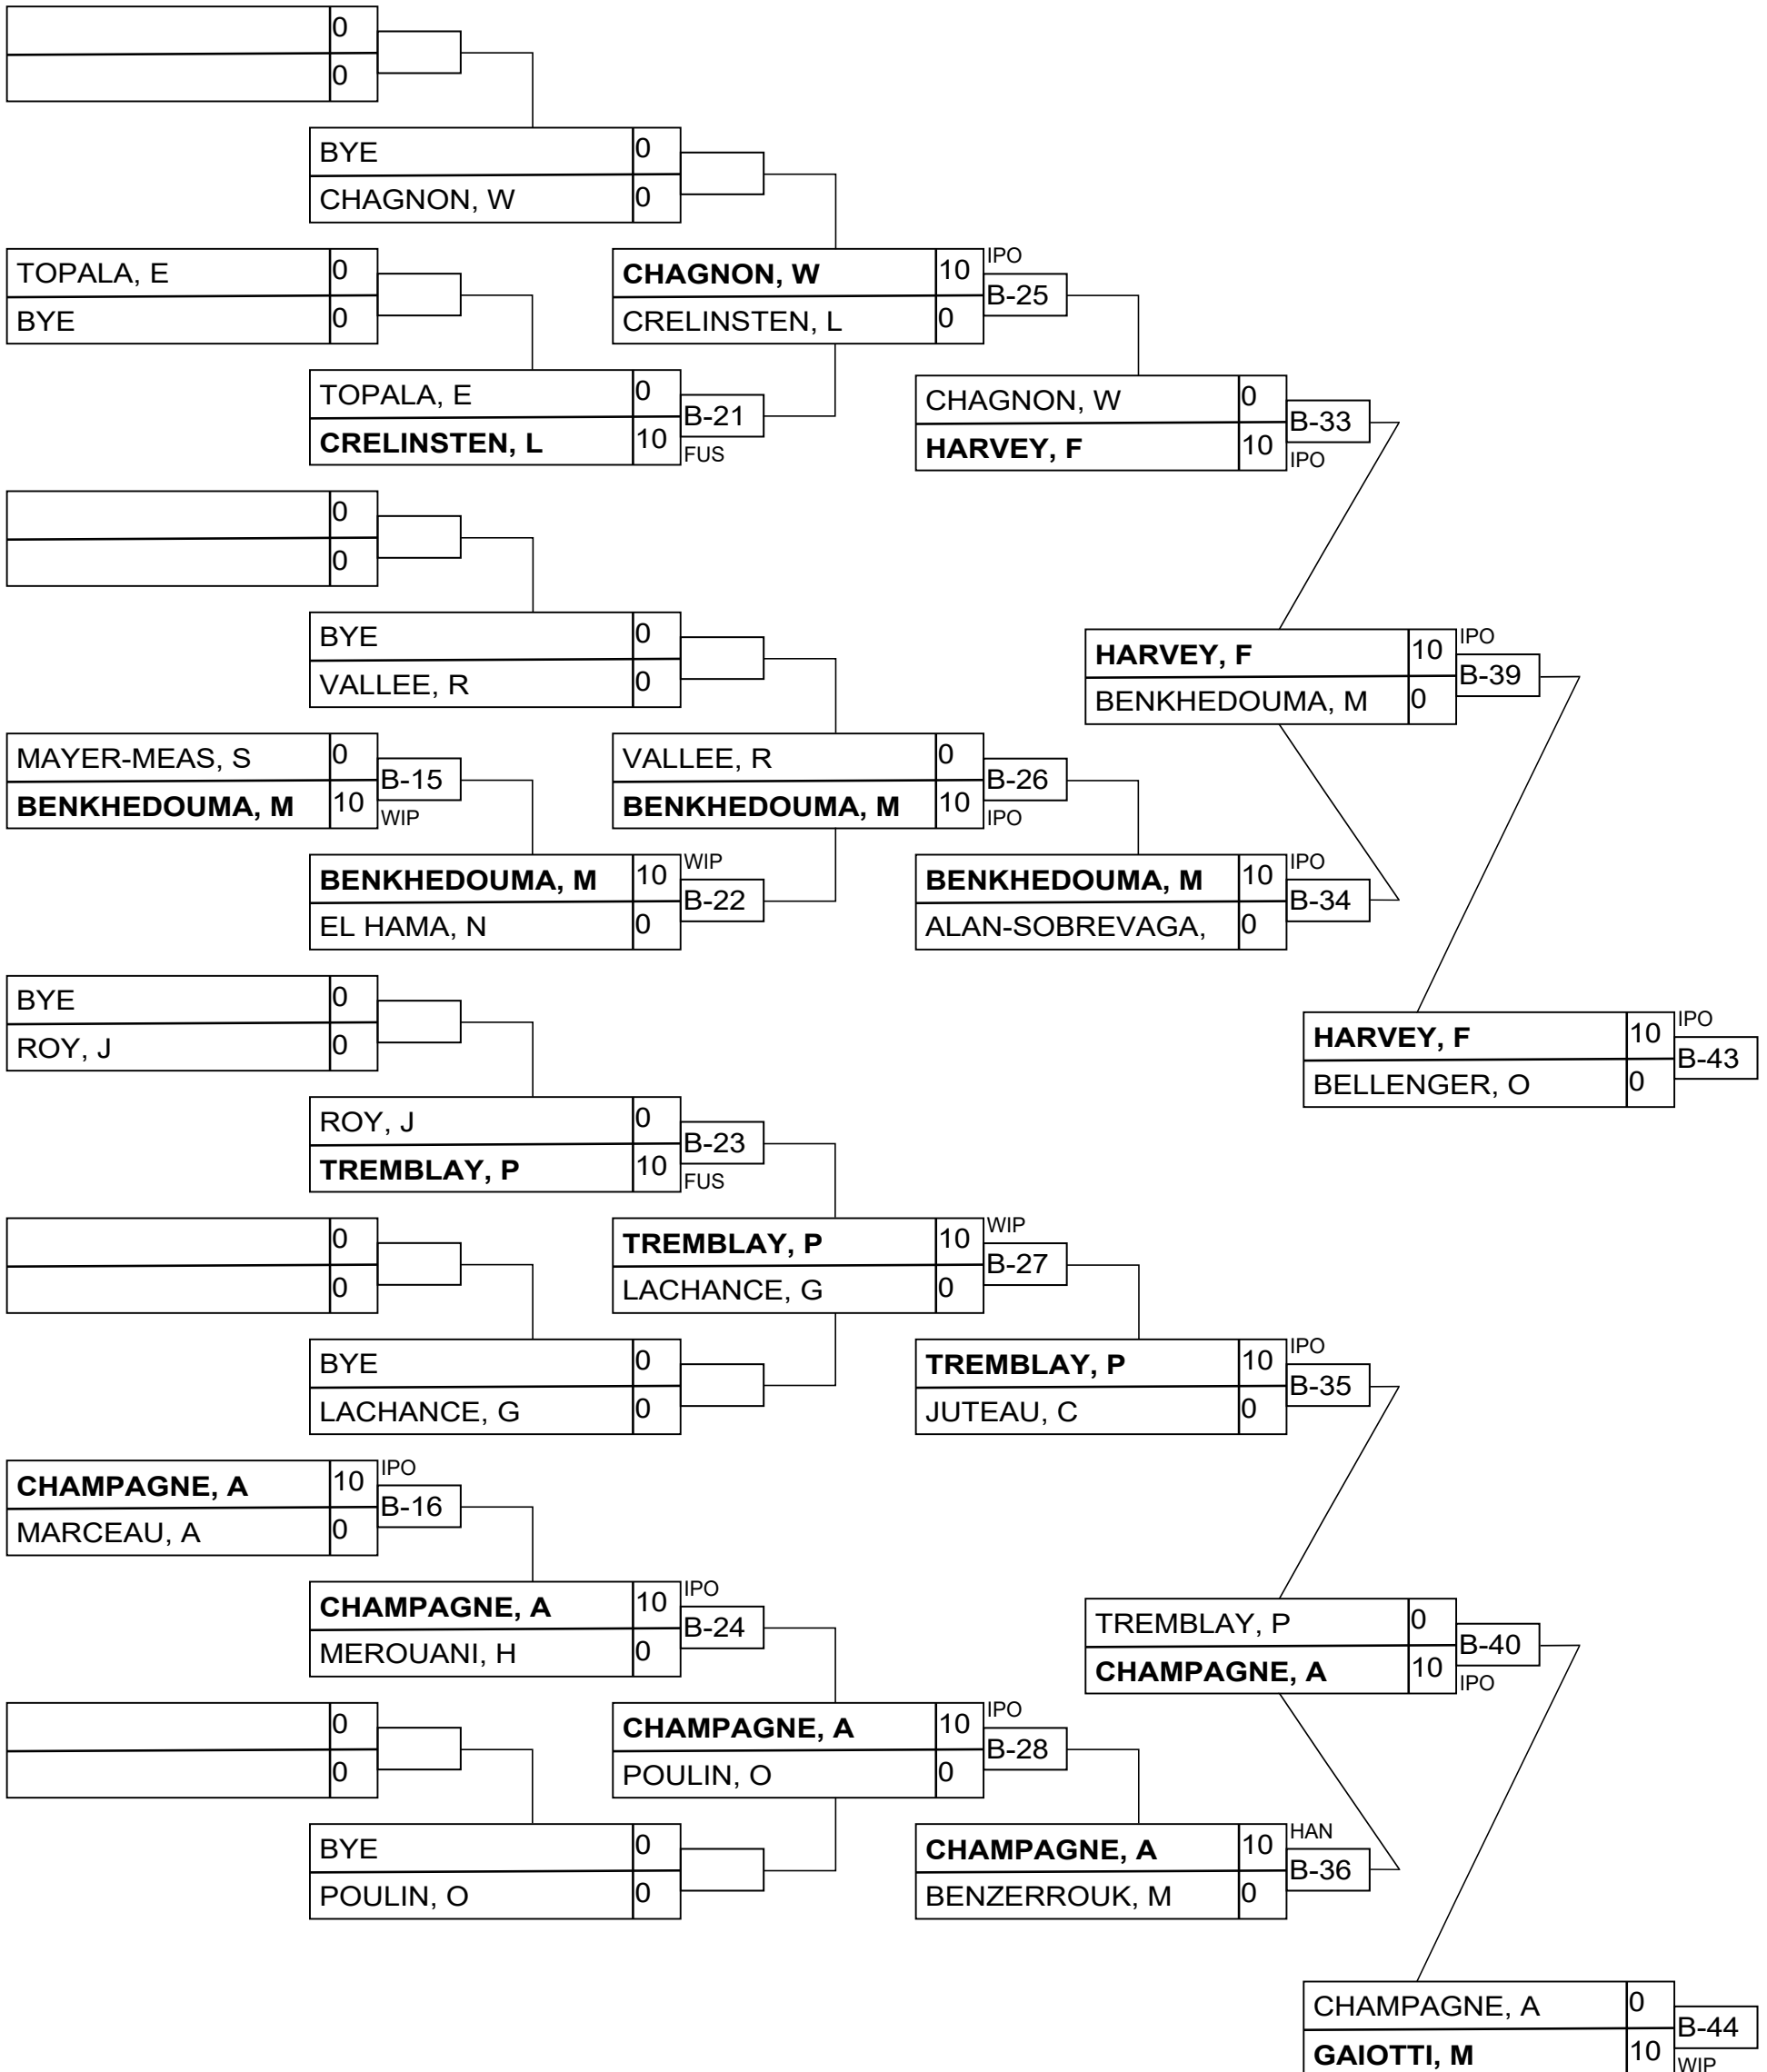 0
0
BYE 0
CHAGNON, W 0
TOPALA, E 0
BYE 0
CHAGNON, W 10 IPO
B-25
CRELINSTEN, L 0
TOPALA, E 0
B-21
CRELINSTEN, L 10 FUS
CHAGNON, W 0
B-33
HARVEY, F 10 IPO
0
0
BYE 0
VALLEE, R 0
HARVEY, F 10 IPO
B-39
BENKHEDOUMA, M 0
MAYER-MEAS, S 0
B-15
BENKHEDOUMA, M 10 WIP
VALLEE, R 0
B-26
BENKHEDOUMA, M 10 IPO
BENKHEDOUMA, M 10 WIP
B-22
EL HAMA, N 0
BENKHEDOUMA, M 10 IPO
B-34
ALAN-SOBREVAGA, 0
BYE 0
ROY, J 0
HARVEY, F 10 IPO
B-43
BELLENGER, O 0
ROY, J 0
B-23
TREMBLAY, P 10 FUS
0
0
TREMBLAY, P 10 WIP
B-27
LACHANCE, G 0
BYE 0
LACHANCE, G 0
TREMBLAY, P 10 IPO
B-35
JUTEAU, C 0
CHAMPAGNE, A 10 IPO
B-16
MARCEAU, A 0
CHAMPAGNE, A 10 IPO
B-24
MEROUANI, H 0
TREMBLAY, P 0
B-40
CHAMPAGNE, A 10 IPO
0
0
CHAMPAGNE, A 10 IPO
B-28
POULIN, O 0
BYE 0
POULIN, O 0
CHAMPAGNE, A 10 HAN
B-36
BENZERROUK, M 0
CHAMPAGNE, A 0
B-44
GAIOTTI, M 10 WIP